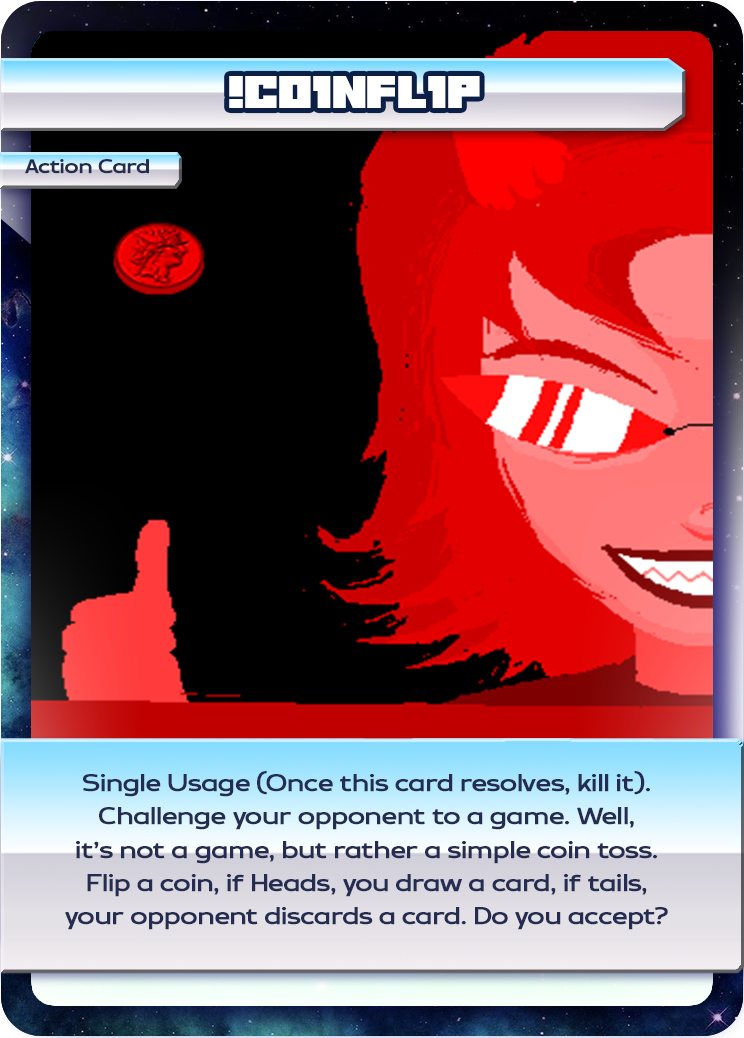 !CO1NFL1P
Action Card
Single Usage (Once this card resolves, kill it).
Challenge your opponent to a game. Well,
it's not a game, but rather a simple coin toss.
Flip a coin, if Heads, you draw a card, if tails,
your opponent discards a card. Do you accept?